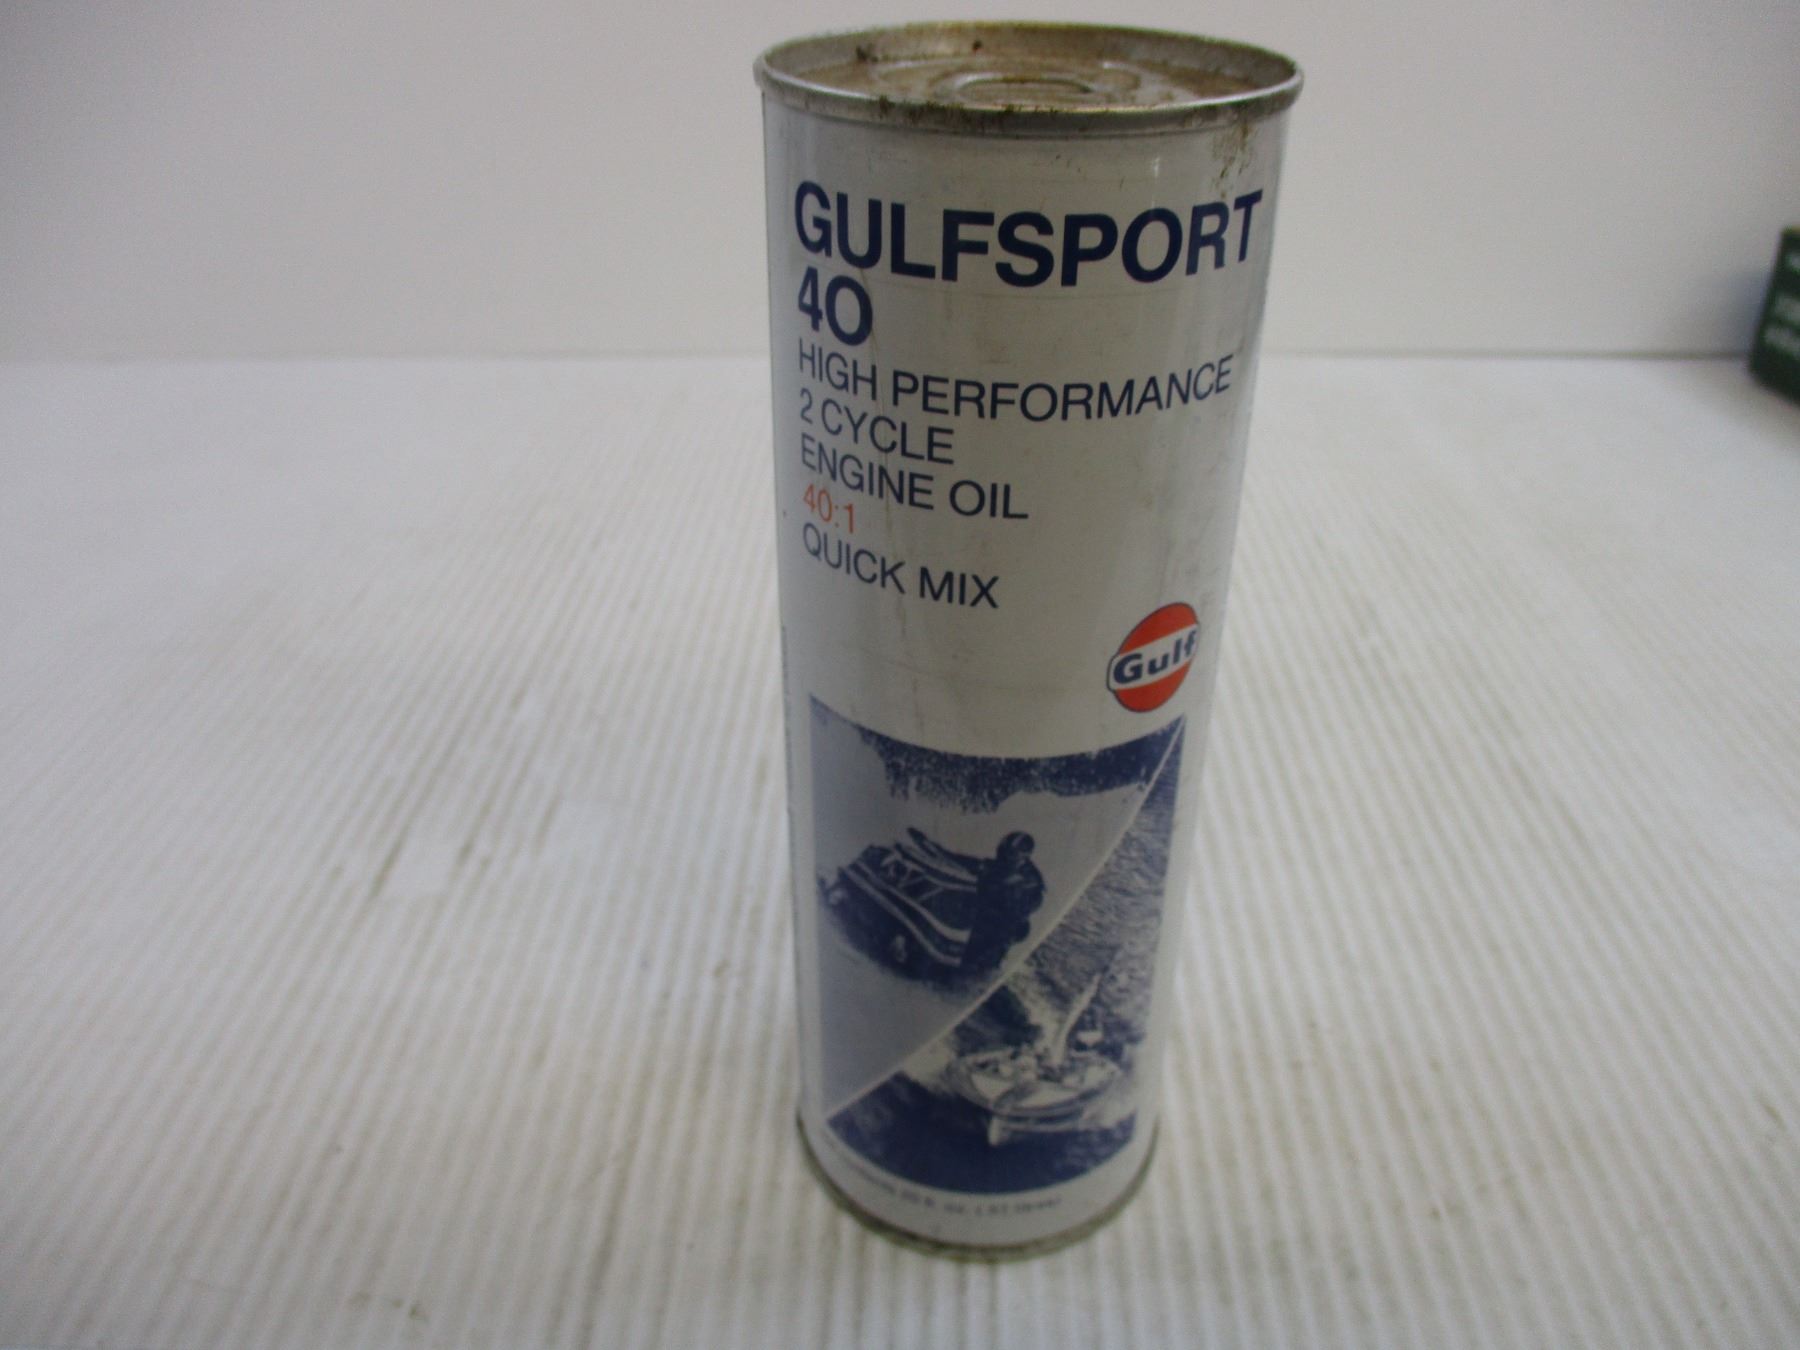 GULFSPORT
40
HIGH PERFORMANCE
2 CYCLE
ENGINE OIL
40:1
QUICK MIX
Gulf